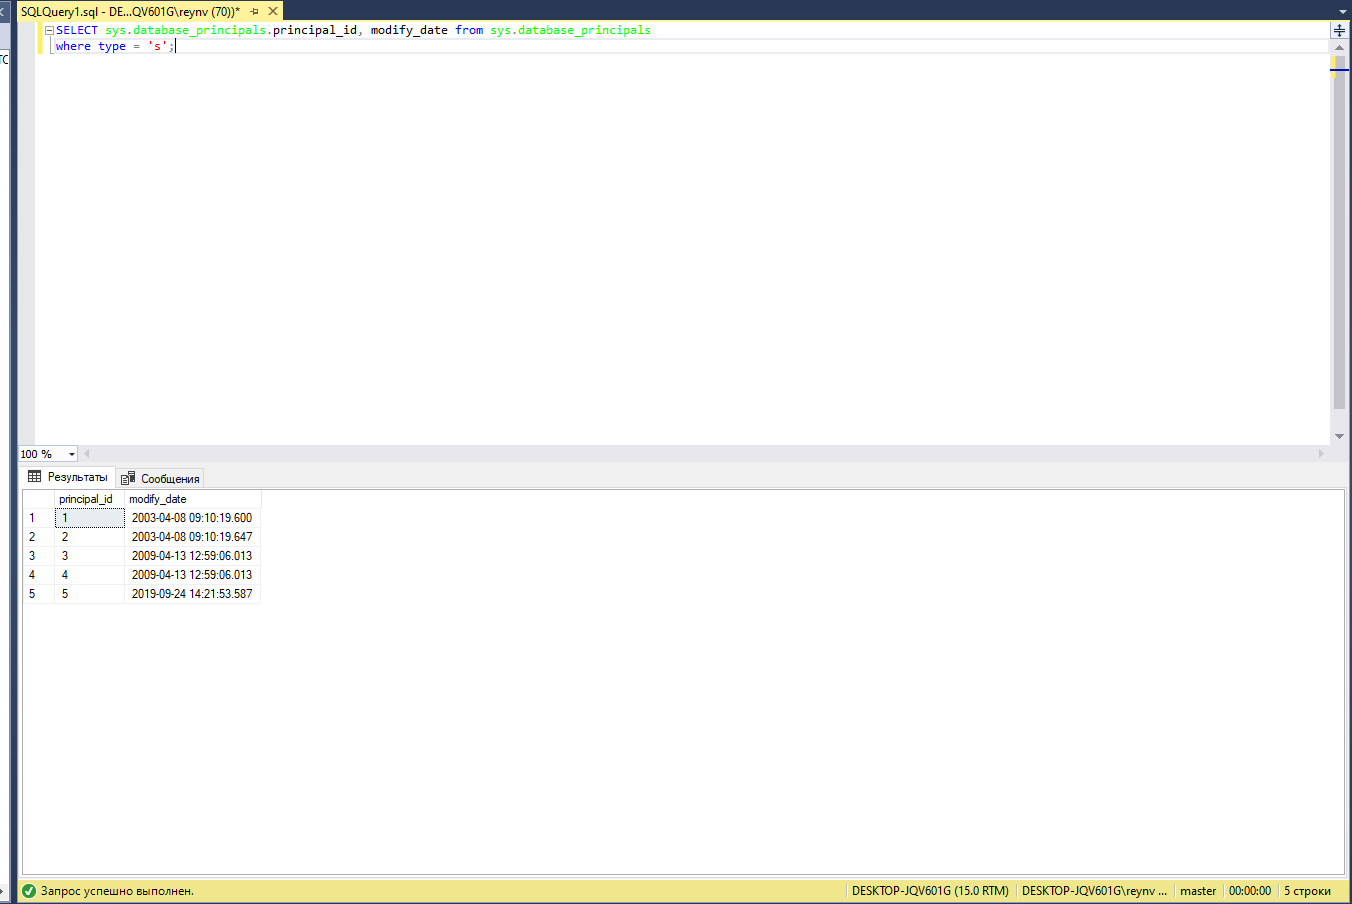 SQLQuery1.sql - DE...QV601G\reynv (70))*
SELECT sys.database_principals.principal_id, modify_date from sys.database_principals
where type = 's';
100 %
Результаты Сообщения
principal_id modify_date
1 1 2003-04-08 09:10:19.600
2 2 2003-04-08 09:10:19.647
3 3 2009-04-13 12:59:06.013
4 4 2009-04-13 12:59:06.013
5 5 2019-09-24 14:21:53.587
Запрос успешно выполнен. DESKTOP-JQV601G (15.0 RTM) DESKTOP-JQV601G\reynv ... master 00:00:00 5 строки